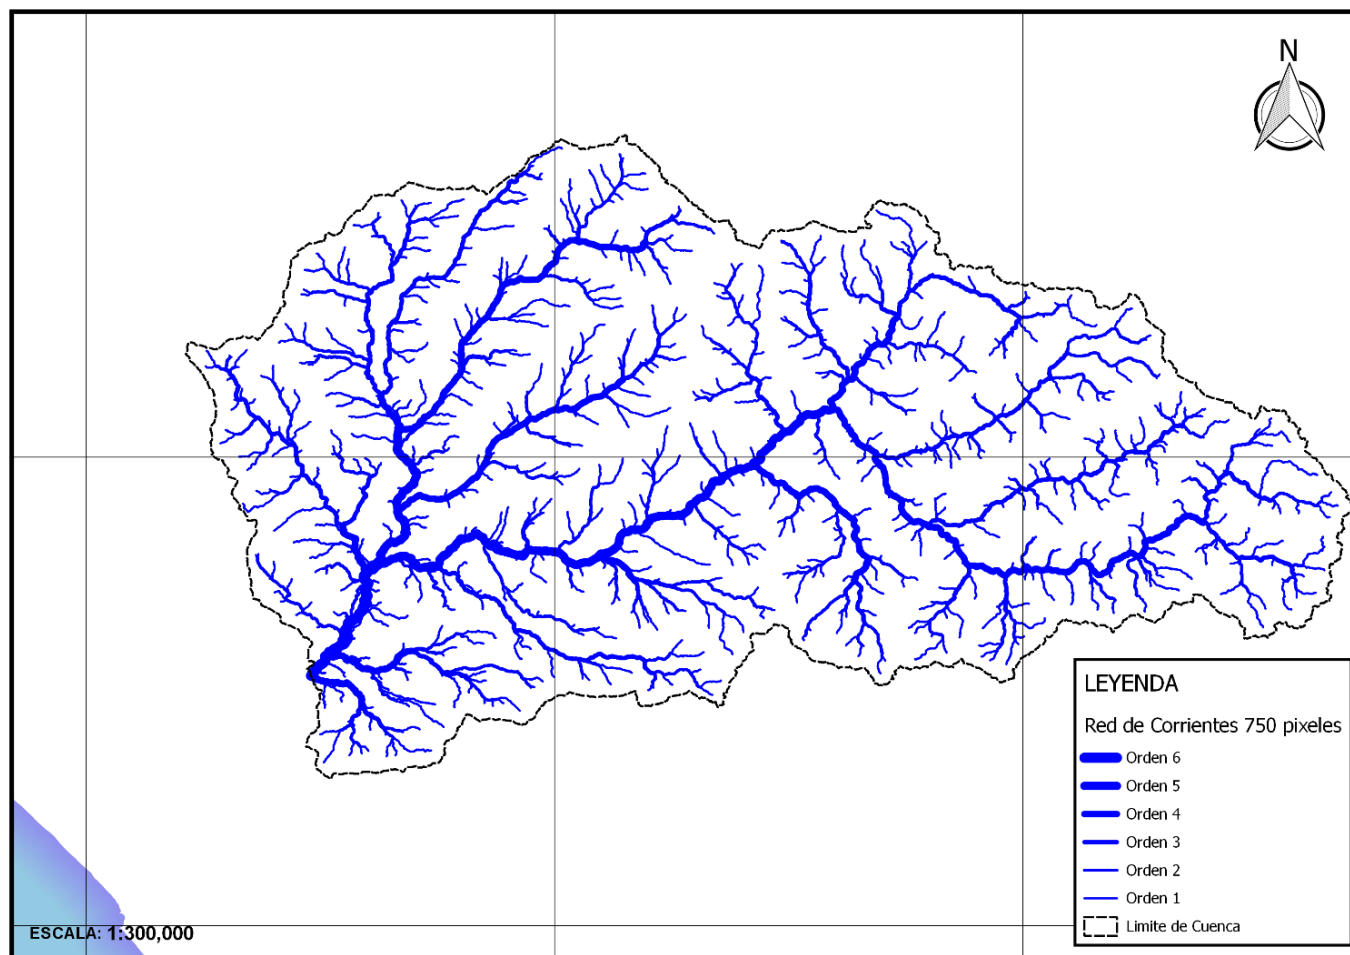 N
LEYENDA
Red de Corrientes 750 pixeles
Orden 6
Orden 5
Orden 4
Orden 3
Orden 2
Orden 1
Limite de Cuenca
ESCALA: 1:300,000